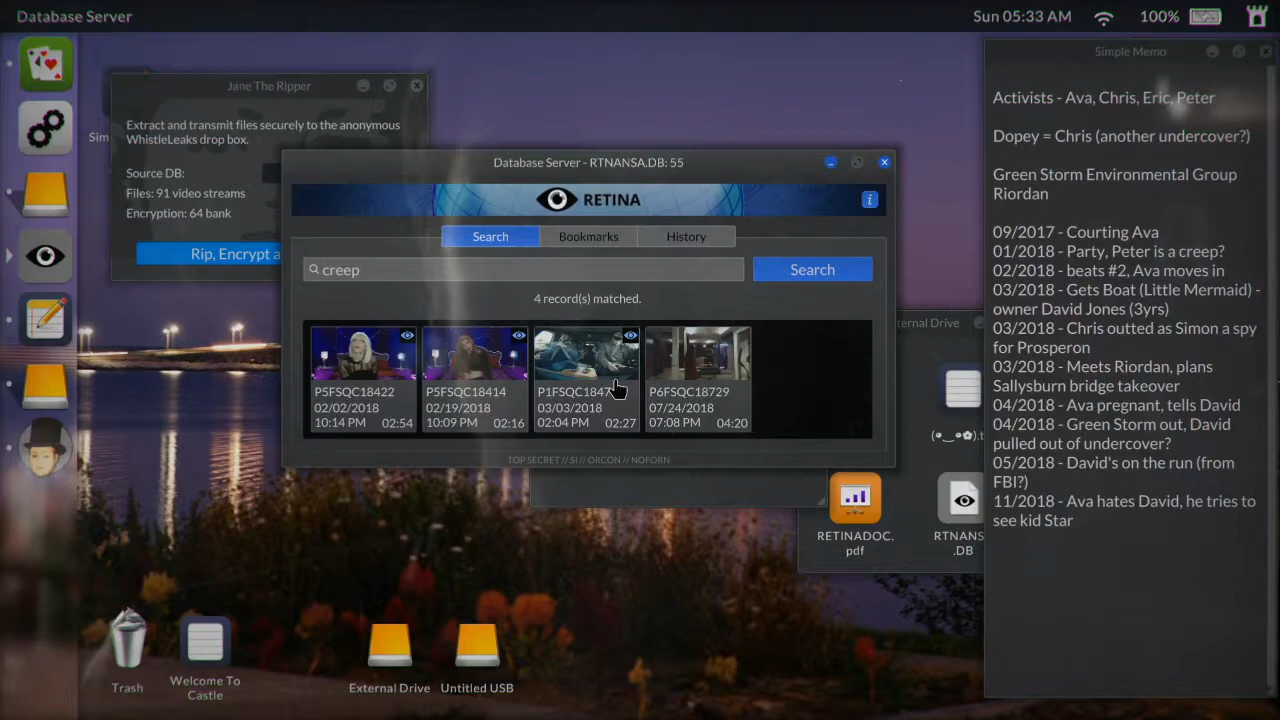 Database Server
Sun 05:33 AM
100%
Jane The Ripper
Extract and transmit files securely to the anonymous
WhistleLeaks drop box.
Source DB:
Files: 91 video streams
Encryption: 64 bank
Rip, Encrypt a
Sim
Database Server - RTNANSA.DB: 55
RETINA
i
Search
Bookmarks
History
creep
Search
4 record(s) matched.
P5FSQC18422
02/02/2018
10:14 PM 02:54
P5FSQC18414
02/19/2018
10:09 PM 02:16
P1FSQC1847
03/03/2018
02:04 PM 02:27
P6FSQC18729
07/24/2018
07:08 PM 04:20
TOP SECRET // SI // ORCON // NOFORN
ternal Drive
RETINADOC.
pdf
RTNANS
.DB
Trash
Welcome To
Castle
External Drive
Untitled USB
Simple Memo
Activists - Ava, Chris, Eric, Peter
Dopey = Chris (another undercover?)
Green Storm Environmental Group
Riordan
09/2017 - Courting Ava
01/2018 - Party, Peter is a creep?
02/2018 - beats #2, Ava moves in
03/2018 - Gets Boat (Little Mermaid) -
owner David Jones (3yrs)
03/2018 - Chris outted as Simon a spy
for Prosperon
03/2018 - Meets Riordan, plans
Sallysburn bridge takeover
04/2018 - Ava pregnant, tells David
04/2018 - Green Storm out, David
pulled out of undercover?
05/2018 - David's on the run (from
FBI?)
11/2018 - Ava hates David, he tries to
see kid Star